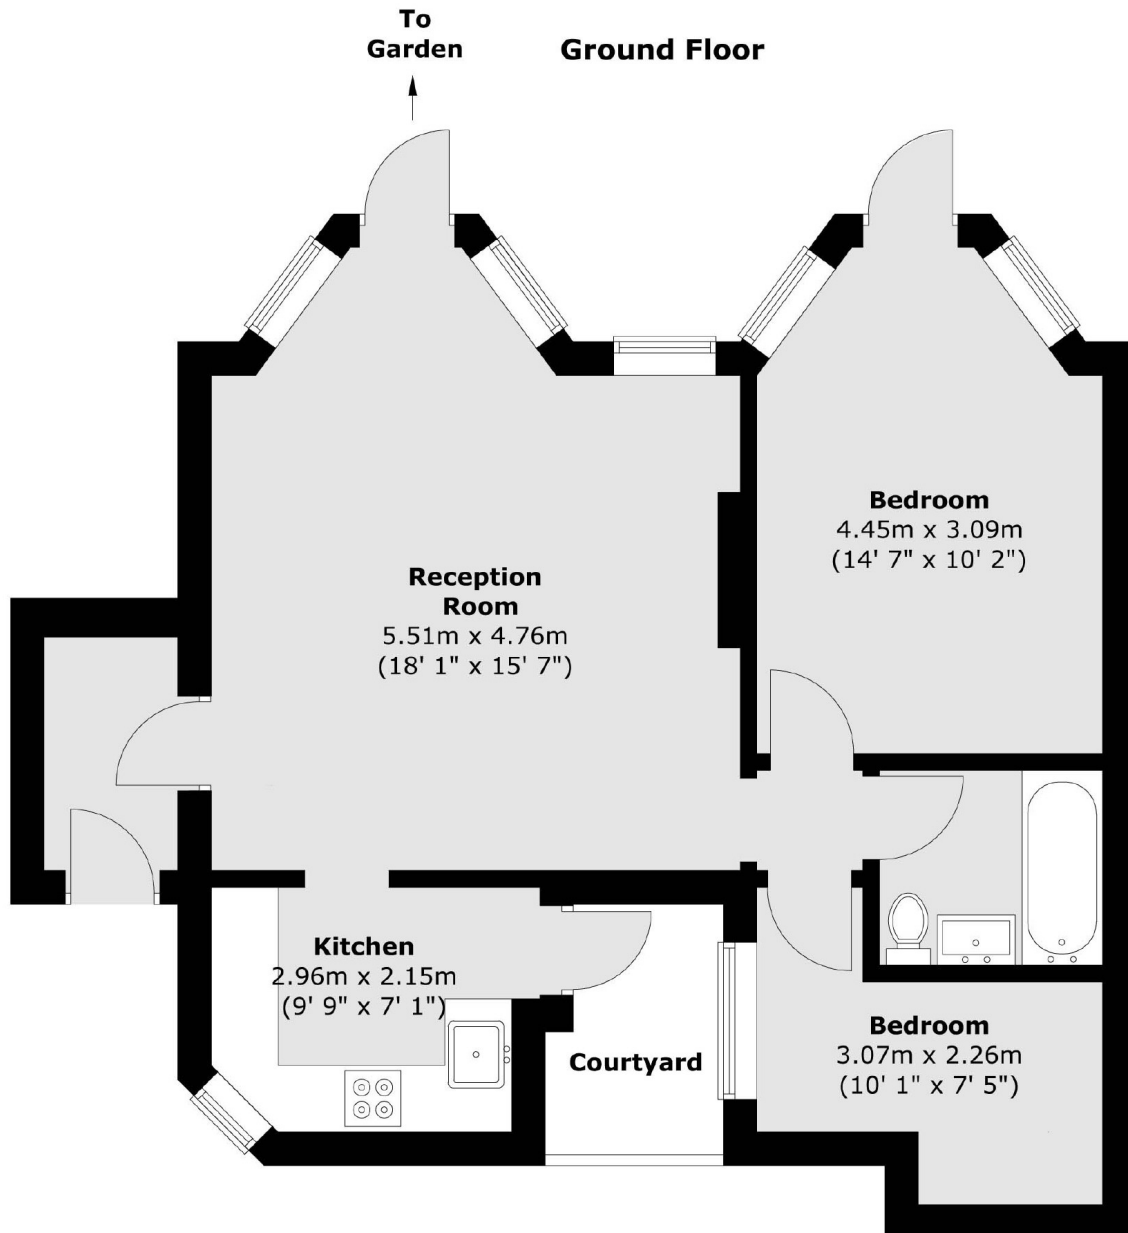 To
Garden
Ground Floor
Bedroom
4.45m x 3.09m
(14' 7" x 10' 2")
Reception
Room
5.51m x 4.76m
(18' 1" x 15' 7")
Kitchen
2.96m x 2.15m
(9' 9" x 7' 1")
Courtyard
Bedroom
3.07m x 2.26m
(10' 1" x 7' 5")